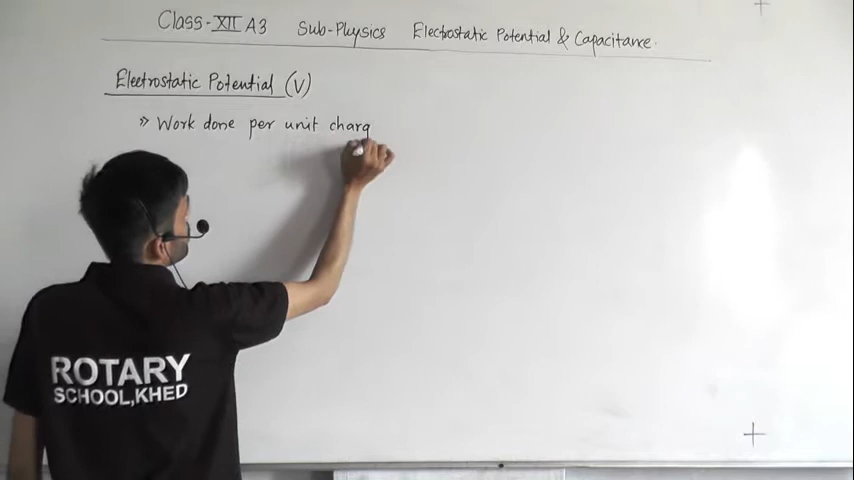 Class-XII A3 Sub-Physics Electrostatic Potential & Capacitance.
Electrostatic Potential (V)
» Work done per unit charg
ROTARY
SCHOOL,KHED